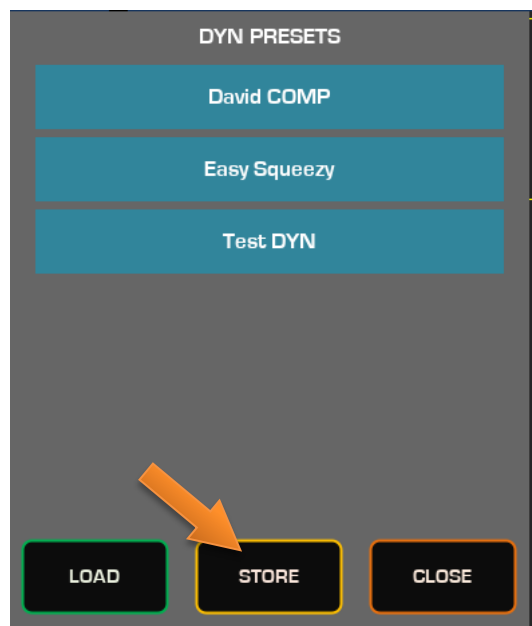 DYN PRESETS
David COMP
Easy Squeezy
Test DYN
LOAD STORE CLOSE